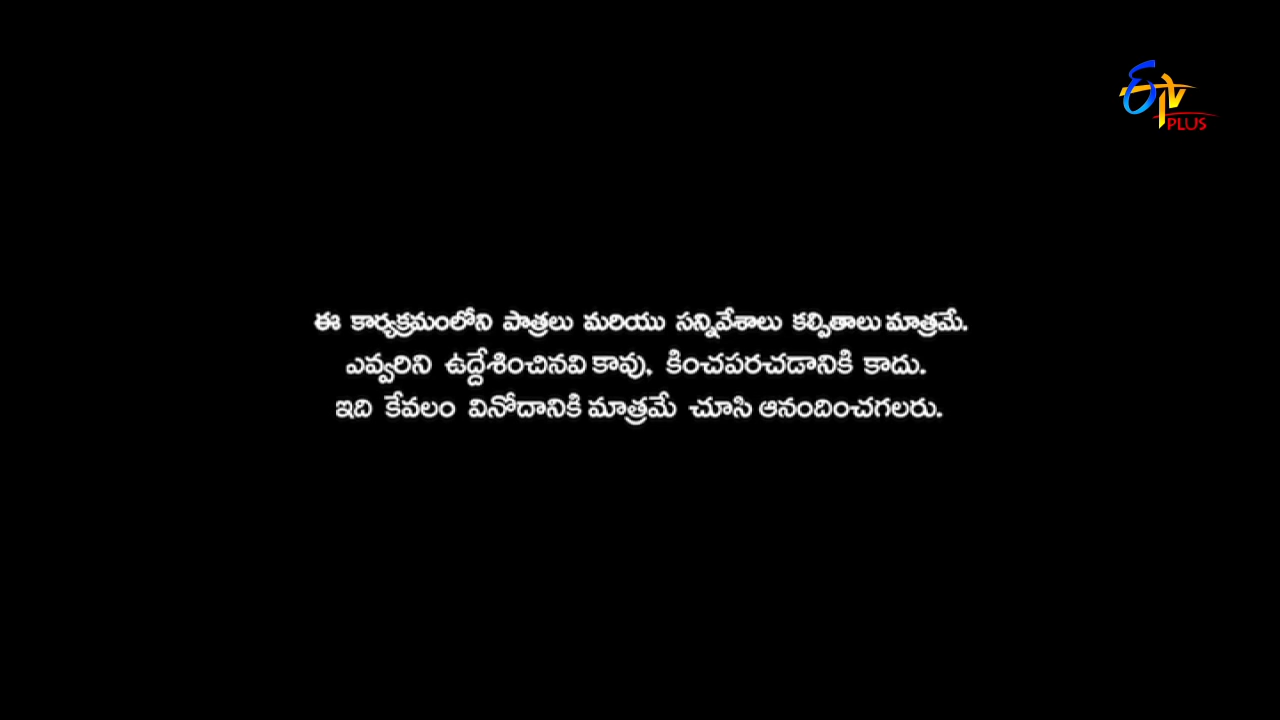 ETV
PLUS
ఈ కార్యక్రమంలోని పాత్రలు మరియు సన్నివేశాలు కల్పితాలు మాత్రమే.
ఎవ్వరిని ఉద్దేశించినవి కావు, కించపరచడానికి కాదు.
ఇది కేవలం వినోదానికి మాత్రమే చూసి ఆనందించగలరు.